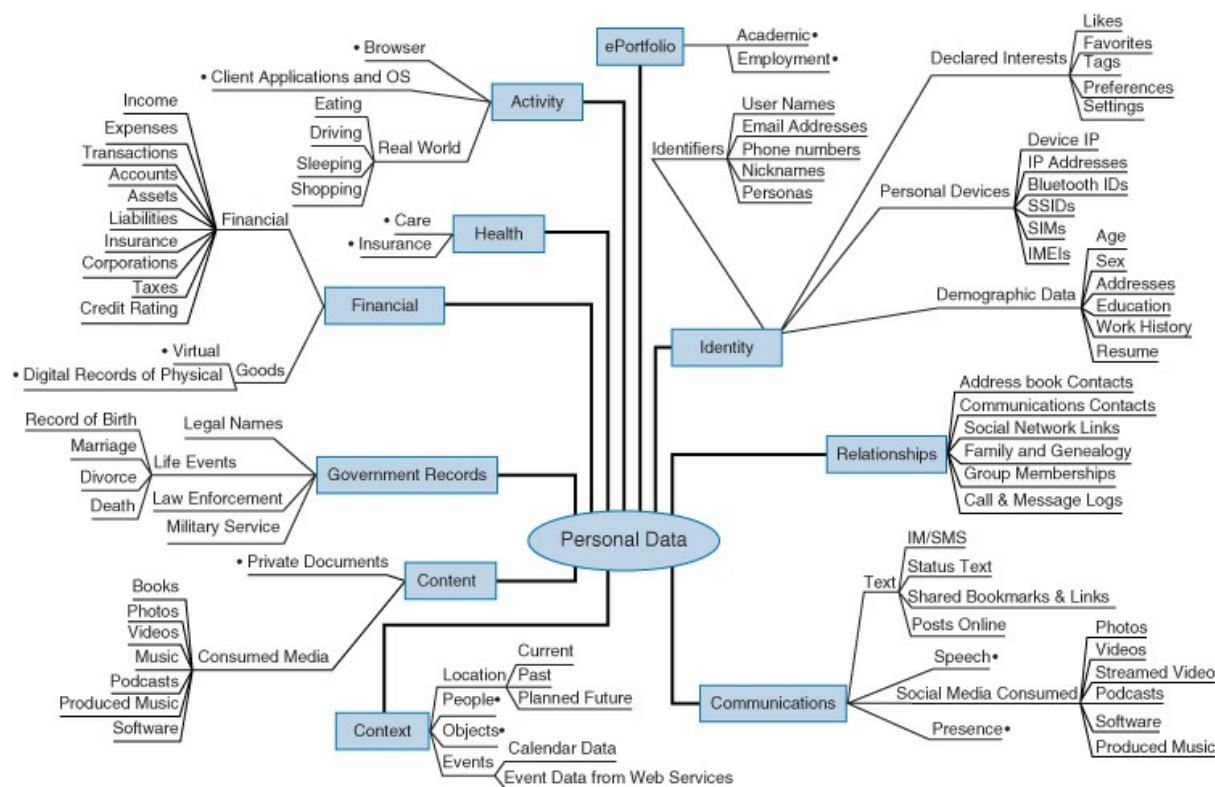 ePortfolio
Academic•
Employment•
• Browser
• Client Applications and OS
Activity
Eating
Driving
Sleeping
Shopping
Real World
Income
Expenses
Transactions
Accounts
Assets
Liabilities
Insurance
Corporations
Taxes
Credit Rating
Financial
• Care
• Insurance
Health
Financial
• Virtual
• Digital Records of Physical
Goods
Record of Birth
Marriage
Divorce
Death
Legal Names
Life Events
Law Enforcement
Military Service
Government Records
Personal Data
• Private Documents
Content
Books
Photos
Videos
Music
Podcasts
Produced Music
Software
Consumed Media
Context
Location
Current
Past
Planned Future
People•
Objects•
Events
Calendar Data
Event Data from Web Services
Identifiers
User Names
Email Addresses
Phone numbers
Nicknames
Personas
Declared Interests
Likes
Favorites
Tags
Preferences
Settings
Personal Devices
Device IP
IP Addresses
Bluetooth IDs
SSIDs
SIMs
IMEIs
Demographic Data
Age
Sex
Addresses
Education
Work History
Resume
Identity
Relationships
Address book Contacts
Communications Contacts
Social Network Links
Family and Genealogy
Group Memberships
Call & Message Logs
Text
IM/SMS
Status Text
Shared Bookmarks & Links
Posts Online
Speech•
Social Media Consumed
Presence•
Communications
Photos
Videos
Streamed Video
Podcasts
Software
Produced Music